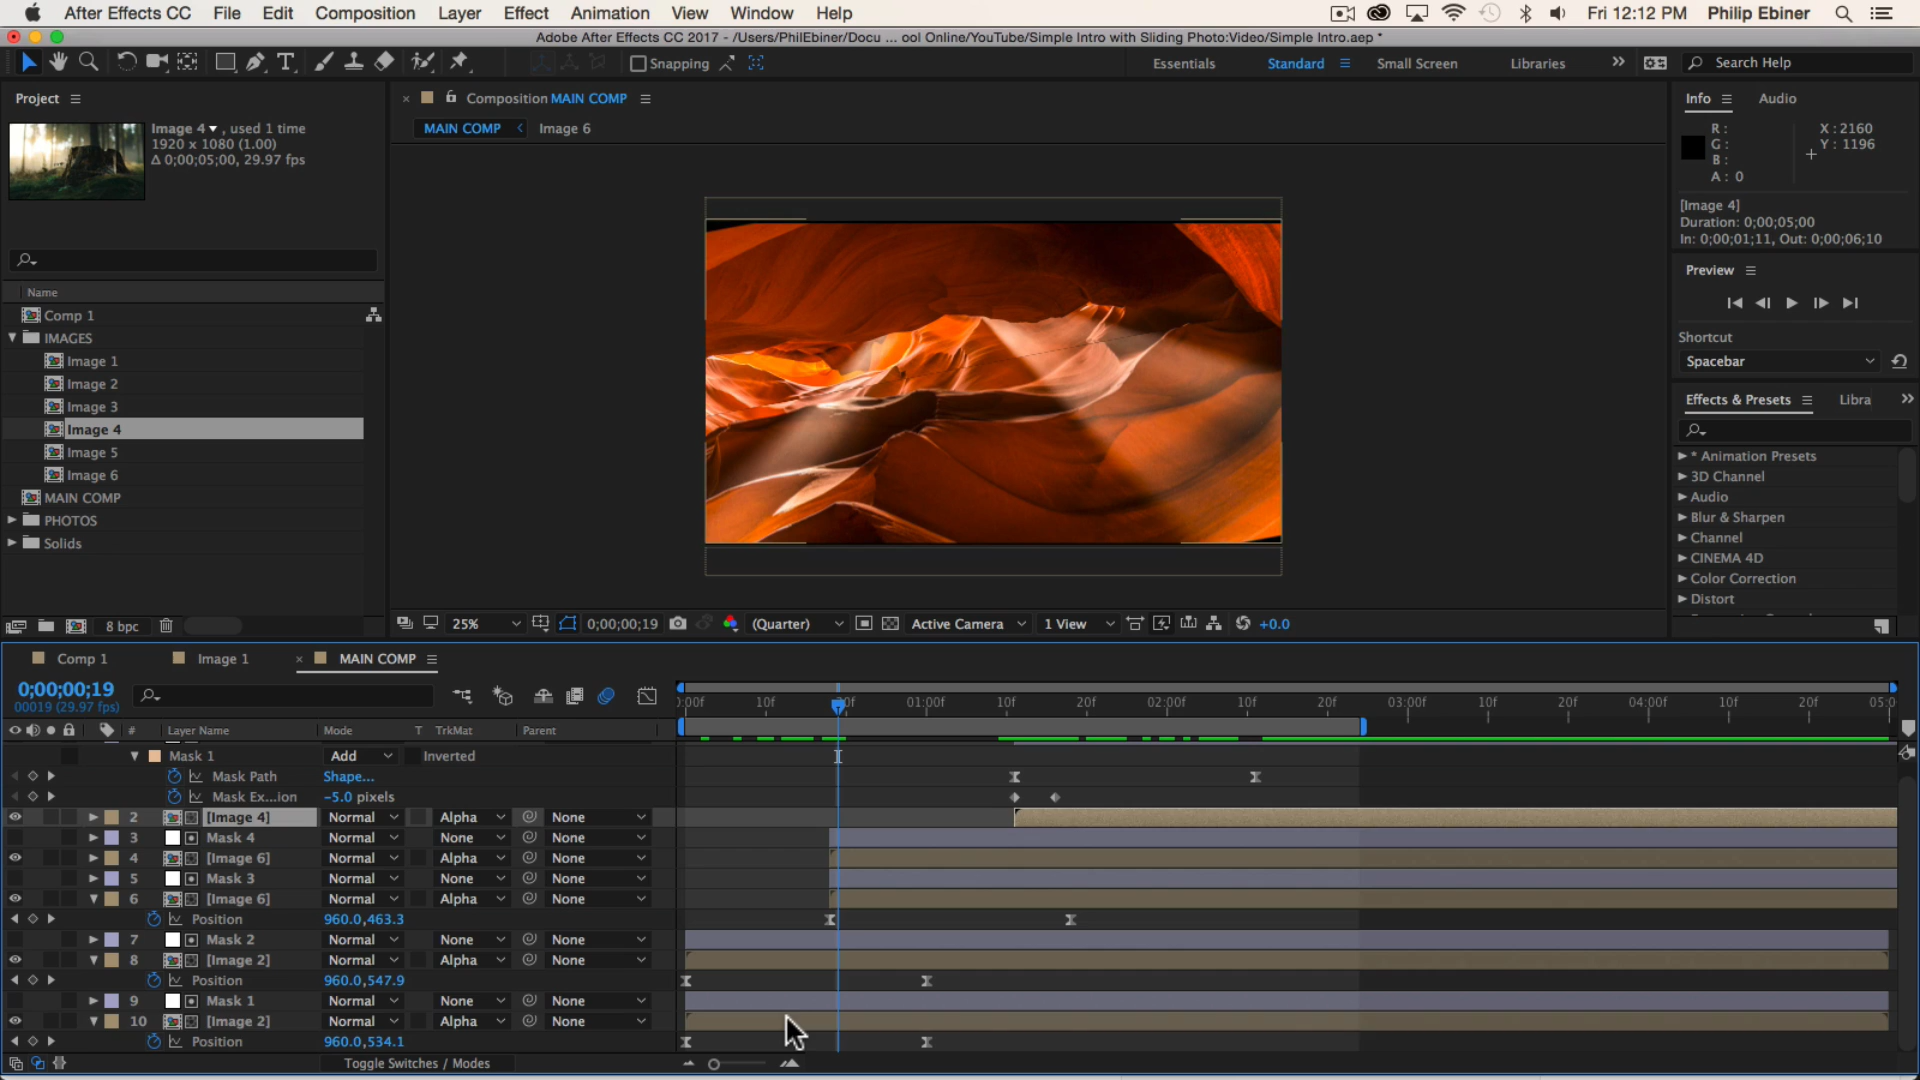 After Effects CC File Edit Composition Layer Effect Animation View Window Help Fri 12:12 PM Philip Ebiner
Adobe After Effects CC 2017 - /Users/PhilEbiner/Docu ... ool Online/YouTube/Simple Intro with Sliding Photo:Video/Simple Intro.aep *
T Snapping Essentials Standard Small Screen Libraries Search Help
Project
Image 4 , used 1 time
1920 x 1080 (1.00)
Δ 0;00;05;00, 29.97 fps
Name
Comp 1
IMAGES
Image 1
Image 2
Image 3
Image 4
Image 5
Image 6
MAIN COMP
PHOTOS
Solids
8 bpc
Composition MAIN COMP
MAIN COMP Image 6
25% 0;00;00;19 (Quarter) Active Camera 1 View +0.0
Info Audio
R: X : 2160
G: Y : 1196
B:
A: 0
[Image 4]
Duration: 0;00;05;00
In: 0;00;01;11, Out: 0;00;06;10
Preview
Shortcut
Spacebar
Effects & Presets Libra
* Animation Presets
3D Channel
Audio
Blur & Sharpen
Channel
CINEMA 4D
Color Correction
Distort
Comp 1 Image 1 MAIN COMP
0;00;00;19
00019 (29.97 fps)
:00f 10f 01:00f 10f 20f 02:00f 10f 20f 03:00f 10f 20f 04:00f 10f 20f 05:0
# Layer Name Mode T TrkMat Parent
Mask 1 Add Inverted
Mask Path Shape...
Mask Ex...ion -5.0 pixels
2 [Image 4] Normal Alpha None
3 Mask 4 Normal None None
4 [Image 6] Normal Alpha None
5 Mask 3 Normal None None
6 [Image 6] Normal Alpha None
Position 960.0,463.3
7 Mask 2 Normal None None
8 [Image 2] Normal Alpha None
Position 960.0,547.9
9 Mask 1 Normal None None
10 [Image 2] Normal Alpha None
Position 960.0,534.1
Toggle Switches / Modes